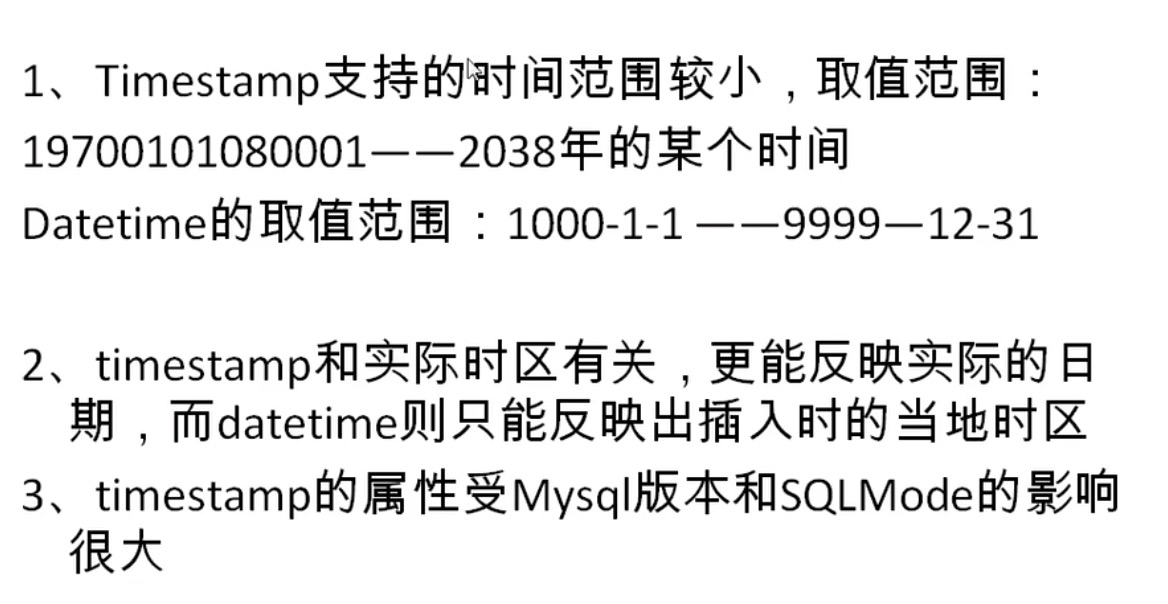 1、Timestamp支持的时间范围较小，取值范围：
19700101080001——2038年的某个时间
Datetime的取值范围：1000-1-1 ——9999—12-31
2、timestamp和实际时区有关，更能反映实际的日
期，而datetime则只能反映出插入时的当地时区
3、timestamp的属性受Mysql版本和SQLMode的影响
很大